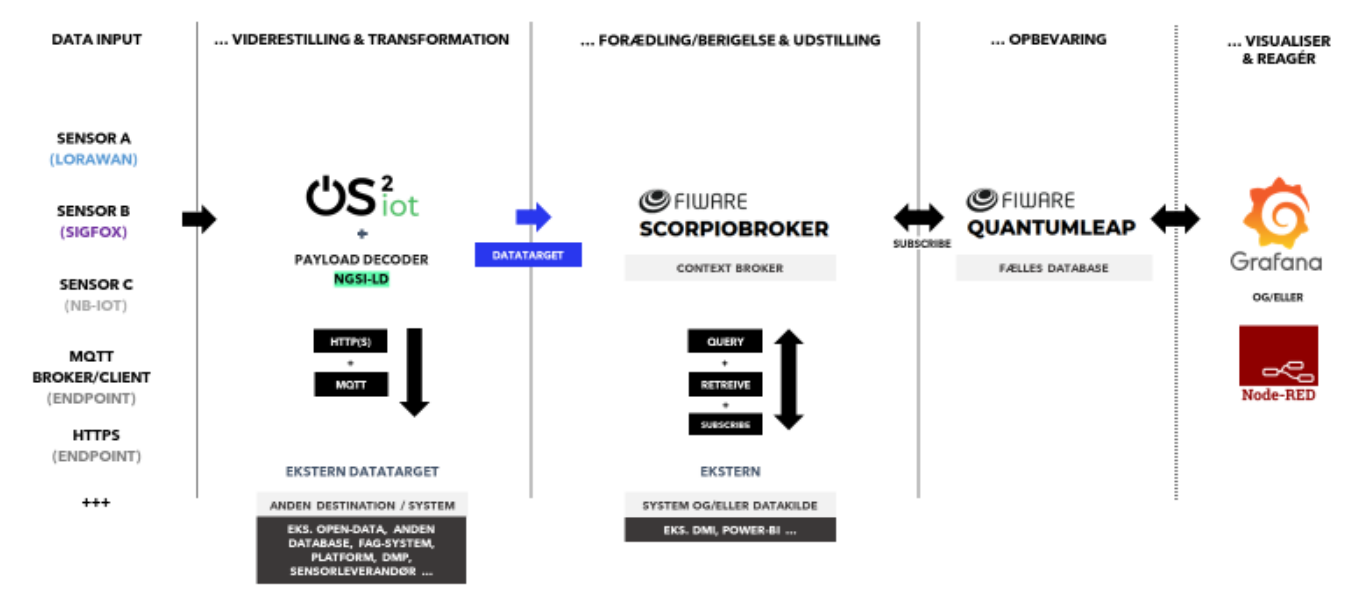 DATA INPUT
... VIDERESTILLING & TRANSFORMATION
... FORÆDLING/BERIGELSE & UDSTILLING
... OPBEVARING
... VISUALISER
& REAGÉR
SENSOR A
(LORAWAN)
SENSOR B
(SIGFOX)
SENSOR C
(NB-IOT)
MQTT
BROKER/CLIENT
(ENDPOINT)
HTTPS
(ENDPOINT)
+++
OS2
iot
+
PAYLOAD DECODER
NGSI-LD
HTTP(S)
+
MQTT
EKSTERN DATATARGET
ANDEN DESTINATION / SYSTEM
EKS. OPEN-DATA, ANDEN
DATABASE, FAG-SYSTEM,
PLATFORM, DMP,
SENSORLEVERANDØR ...
DATATARGET
FIWARE
SCORPIOBROKER
CONTEXT BROKER
QUERY
+
RETREIVE
+
SUBSCRIBE
EKSTERN
SYSTEM OG/ELLER DATAKILDE
EKS. DMI, POWER-BI ...
SUBSCRIBE
FIWARE
QUANTUMLEAP
FÆLLES DATABASE
Grafana
OG/ELLER
Node-RED